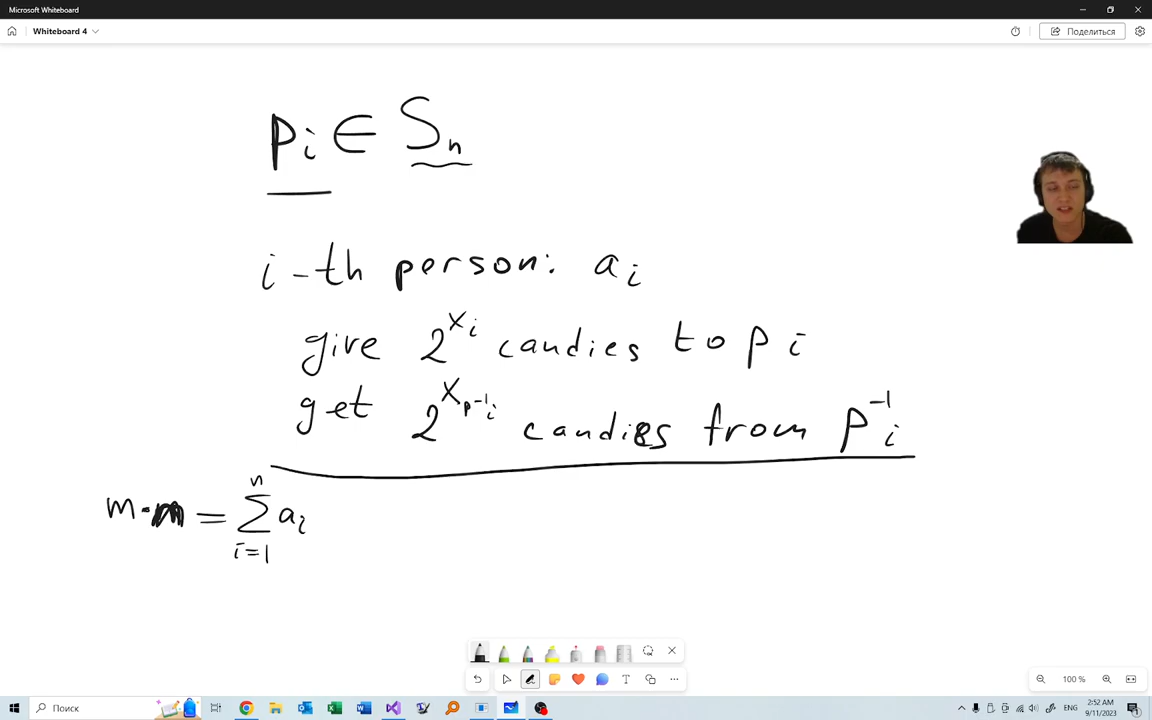 Microsoft Whiteboard
Whiteboard 4
Поделиться
p_i ∈ S_n
i-th person: a_i
give 2^{x_i} candies to p_i
get 2^{x_{p^{-1}_i}} candies from p^{-1}_i
m · m = \sum_{i=1}^{n} a_i
100 %
Поиск
ENG
2:52 AM
9/11/2023